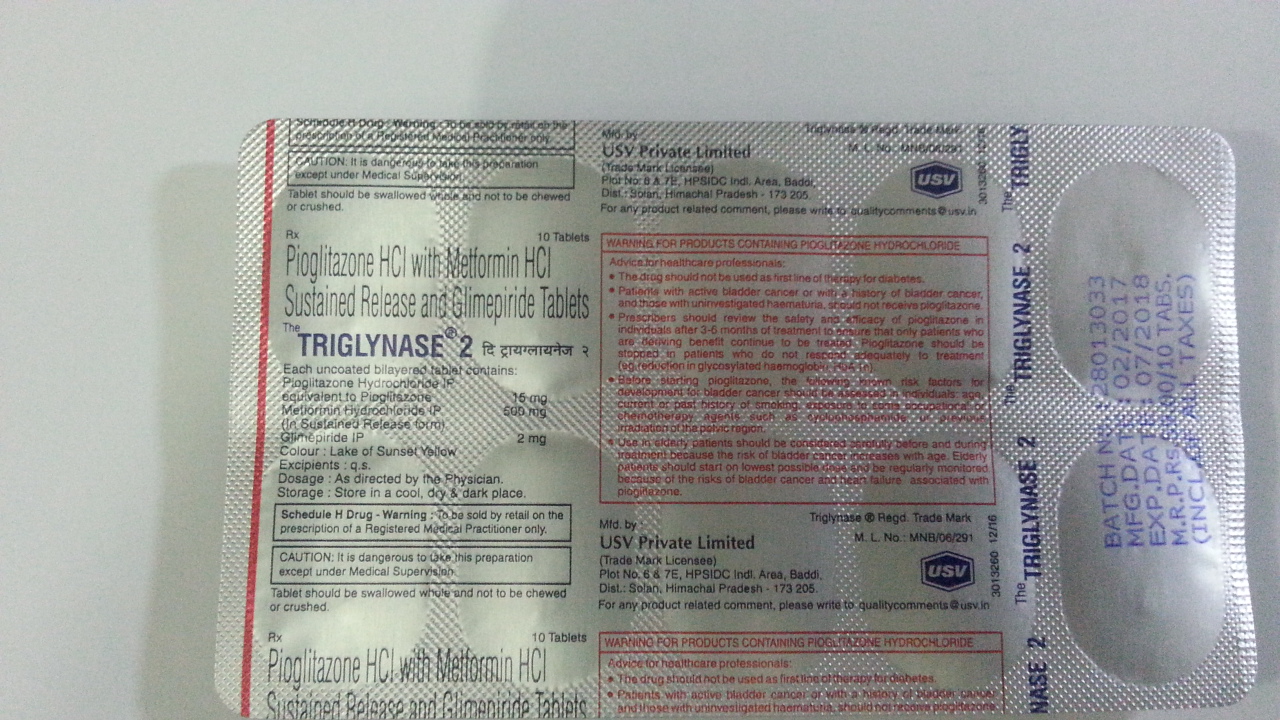 Schedule H Drug - Warning : To be sold by retail on the
prescription of a Registered Medical Practitioner only.
CAUTION: It is dangerous to take this preparation
except under Medical Supervision
Tablet should be swallowed whole and not to be chewed
or crushed.
Rx 10 Tablets
Pioglitazone HCl with Metformin HCl
Sustained Release and Glimepiride Tablets
The
TRIGLYNASE® 2 दि ट्रायग्लायनेज २
Each uncoated bilayered tablet contains:
Pioglitazone Hydrochloride IP
equivalent to Pioglitazone 15 mg
Metformin Hydrochloride IP 500 mg
(In Sustained Release form)
Glimepiride IP 2 mg
Colour : Lake of Sunset Yellow
Excipients : q.s.
Dosage : As directed by the Physician.
Storage : Store in a cool, dry & dark place.
Schedule H Drug - Warning : To be sold by retail on the
prescription of a Registered Medical Practitioner only.
CAUTION: It is dangerous to take this preparation
except under Medical Supervision
Tablet should be swallowed whole and not to be chewed
or crushed.
Rx 10 Tablets
Pioglitazone HCl with Metformin HCl
Sustained Release and Glimepiride Tablets
Mfd. by Triglynase ® Regd. Trade Mark
USV Private Limited M. L. No.: MNB/06/291
(Trade Mark Licensee)
Plot No. 6 & 7E, HPSIDC Indl. Area, Baddi,
Dist.: Solan, Himachal Pradesh - 173 205.
For any product related comment, please write to qualitycomments@usv.in
USV
3013260 12/16
WARNING FOR PRODUCTS CONTAINING PIOGLITAZONE HYDROCHLORIDE
Advice for healthcare professionals:
• The drug should not be used as first line of therapy for diabetes.
• Patients with active bladder cancer or with a history of bladder cancer,
and those with uninvestigated haematuria, should not receive pioglitazone.
• Prescribers should review the safety and efficacy of pioglitazone in
individuals after 3-6 months of treatment to ensure that only patients who
are deriving benefit continue to be treated. Pioglitazone should be
stopped in patients who do not respond adequately to treatment
(eg.reduction in glycosylated haemoglobin, HbA1c).
• Before starting pioglitazone, the following known risk factors for
development for bladder cancer should be assessed in individuals: age,
current or past history of smoking, exposure to some occupational or
chemotherapy agents such as cyclophosphamide, or previous
irradiation of the pelvic region.
• Use in elderly patients should be considered carefully before and during
treatment because the risk of bladder cancer increases with age. Elderly
patients should start on lowest possible dose and be regularly monitored
because of the risks of bladder cancer and heart failure associated with
pioglitazone.
Mfd. by Triglynase ® Regd. Trade Mark
USV Private Limited M. L. No.: MNB/06/291
(Trade Mark Licensee)
Plot No. 6 & 7E, HPSIDC Indl. Area, Baddi,
Dist.: Solan, Himachal Pradesh - 173 205.
For any product related comment, please write to qualitycomments@usv.in
USV
3013260 12/16
WARNING FOR PRODUCTS CONTAINING PIOGLITAZONE HYDROCHLORIDE
Advice for healthcare professionals:
• The drug should not be used as first line of therapy for diabetes.
• Patients with active bladder cancer or with a history of bladder cancer,
and those with uninvestigated haematuria, should not receive pioglitazone.
NASE 2 The TRIGLYNASE 2 The TRIGLYNASE 2 The TRIGLY
BATCH 28013033
MFG.DATE : 02/2017
EXP.DATE : 07/2018
M.R.P.RS. /10 TABS.
(INCL. ALL TAXES)